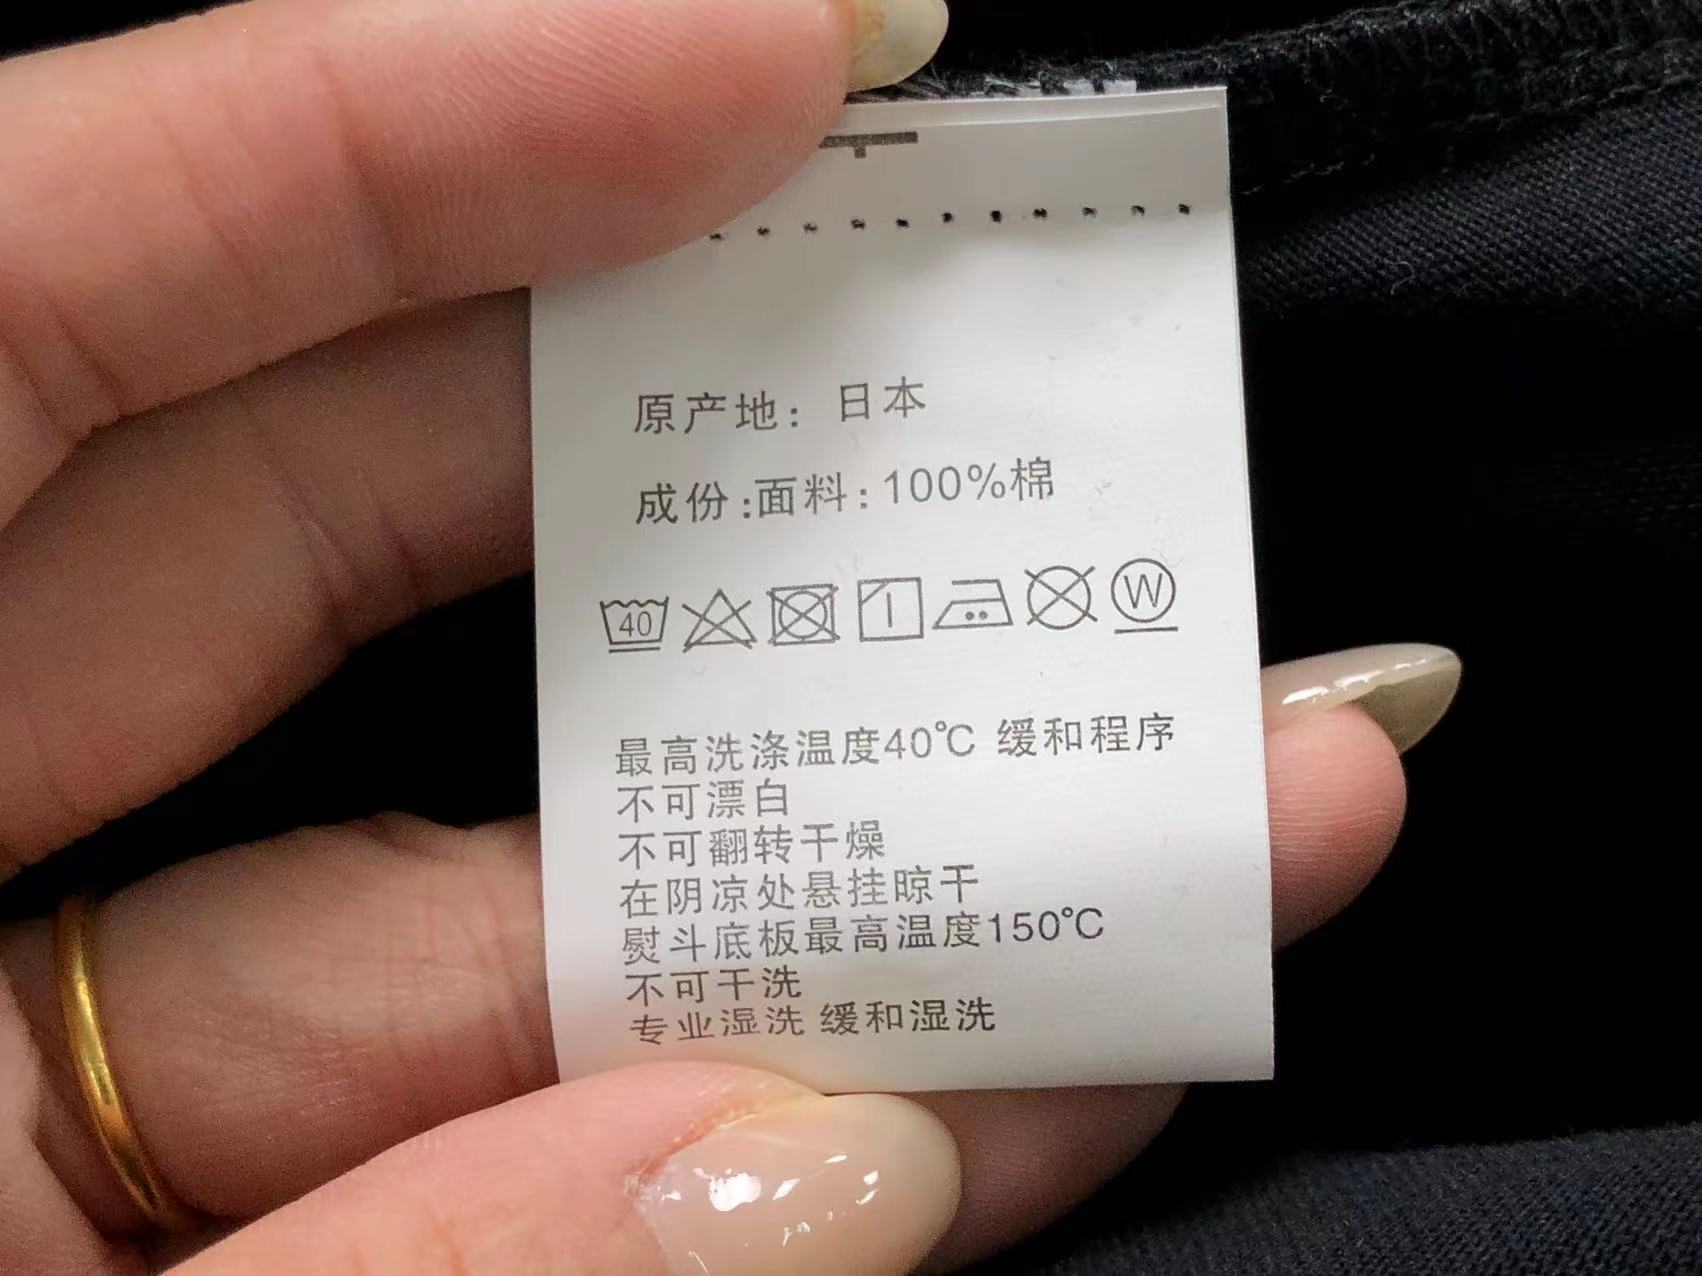 原产地：日本
成份:面料:100%棉
40 W
最高洗涤温度40℃ 缓和程序
不可漂白
不可翻转干燥
在阴凉处悬挂晾干
熨斗底板最高温度150℃
不可干洗
专业湿洗 缓和湿洗